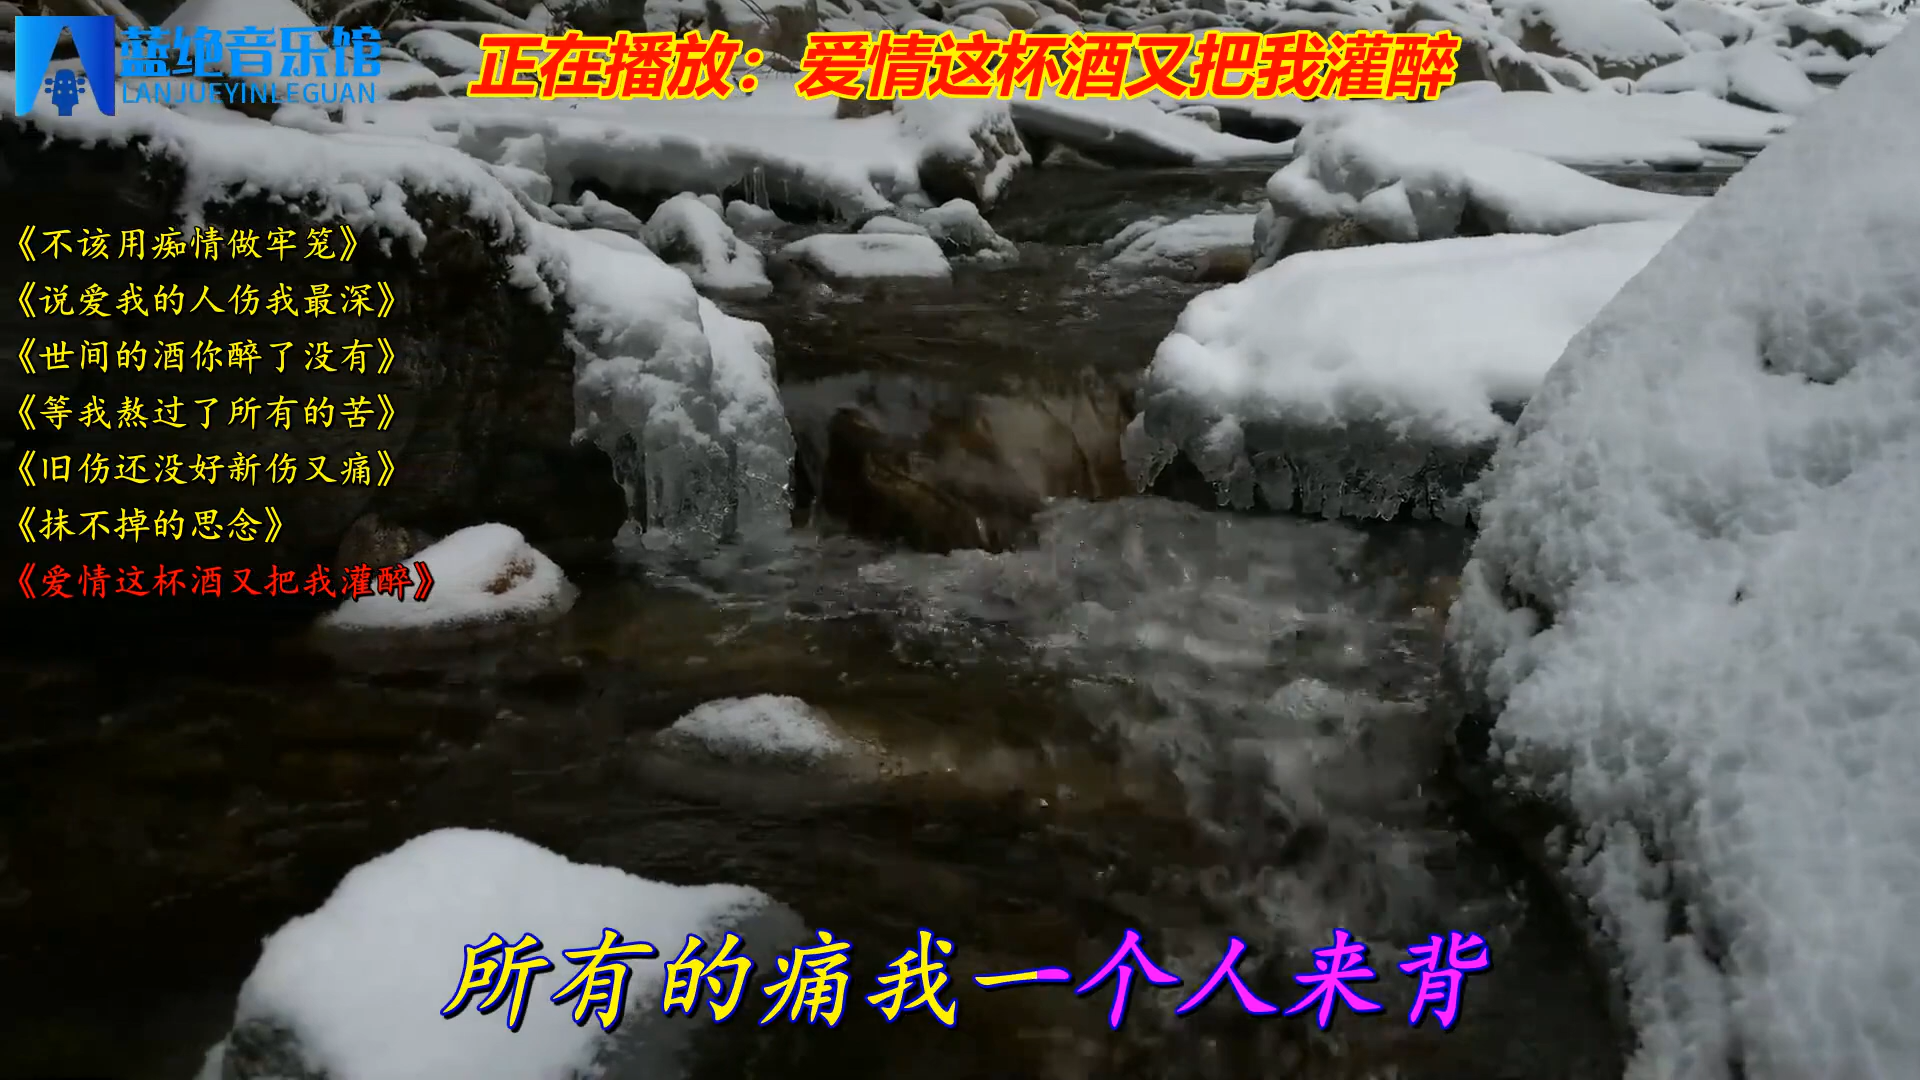 蓝绝音乐馆
LANJUEYINLEGUAN
正在播放：爱情这杯酒又把我灌醉
《不该用痴情做牢笼》
《说爱我的人伤我最深》
《世间的酒你醉了没有》
《等我熬过了所有的苦》
《旧伤还没好新伤又痛》
《抹不掉的思念》
《爱情这杯酒又把我灌醉》
所有的痛我一个人来背